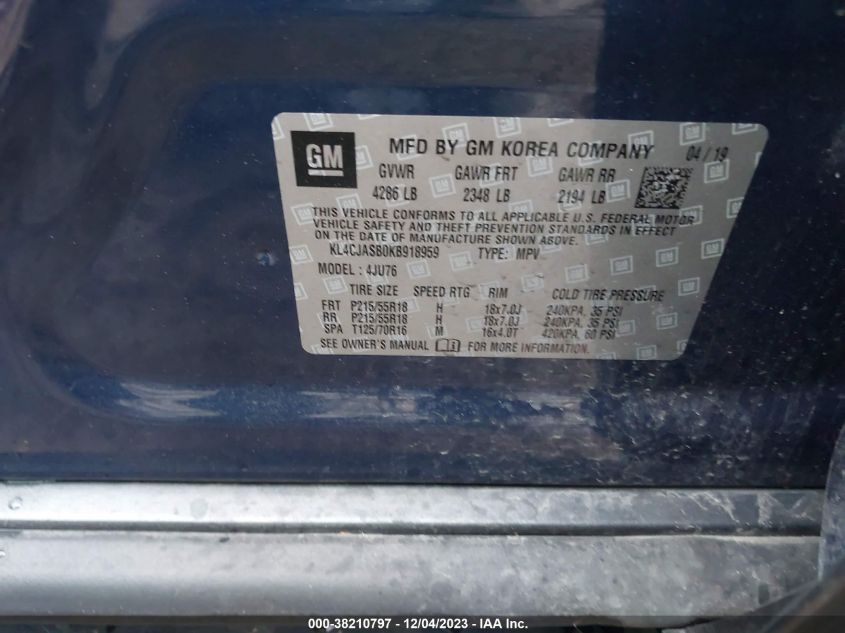 GM
MFD BY GM KOREA COMPANY 04 / 19
GVWR GAWR FRT GAWR RR
4286 LB 2348 LB 2194 LB
THIS VEHICLE CONFORMS TO ALL APPLICABLE U.S. FEDERAL MOTOR
VEHICLE SAFETY AND THEFT PREVENTION STANDARDS IN EFFECT
ON THE DATE OF MANUFACTURE SHOWN ABOVE.
KL4CJASB0KB918959 TYPE: MPV
MODEL : 4JU76
TIRE SIZE SPEED RTG RIM COLD TIRE PRESSURE
FRT P215/55R18 H 18x7.0J 240KPA, 35 PSI
RR P215/55R18 H 18x7.0J 240KPA, 35 PSI
SPA T125/70R16 M 16x4.0T 420KPA, 60 PSI
SEE OWNER'S MANUAL FOR MORE INFORMATION.
000-38210797 - 12/04/2023 - IAA Inc.